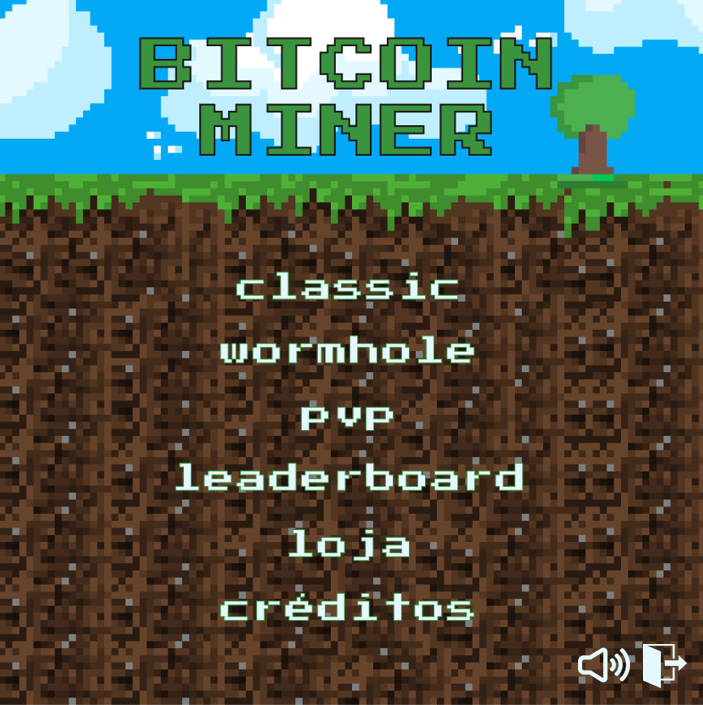 BITCOIN
MINER
classic
wormhole
pvp
leaderboard
loja
créditos